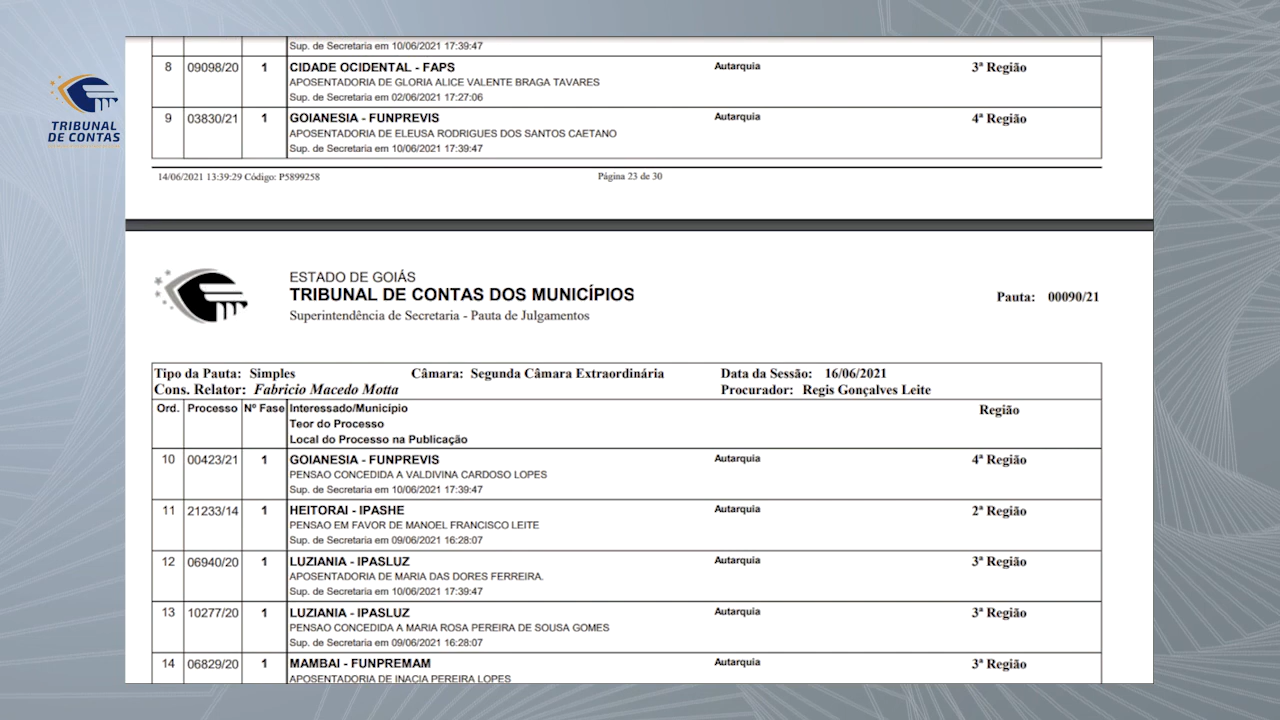 TRIBUNAL
DE CONTAS
Sup. de Secretaria em 10/06/2021 17:39:47
8 09098/20 1 CIDADE OCIDENTAL - FAPS Autarquia 3ª Região
APOSENTADORIA DE GLORIA ALICE VALENTE BRAGA TAVARES
Sup. de Secretaria em 02/06/2021 17:27:06
9 03830/21 1 GOIANESIA - FUNPREVIS Autarquia 4ª Região
APOSENTADORIA DE ELEUSA RODRIGUES DOS SANTOS CAETANO
Sup. de Secretaria em 10/06/2021 17:39:47
14/06/2021 13:39:29 Código: P5899258 Página 23 de 30
ESTADO DE GOIÁS
TRIBUNAL DE CONTAS DOS MUNICÍPIOS
Pauta: 00090/21
Superintendência de Secretaria - Pauta de Julgamentos
Tipo da Pauta: Simples Câmara: Segunda Câmara Extraordinária Data da Sessão: 16/06/2021
Cons. Relator: Fabricio Macedo Motta Procurador: Regis Gonçalves Leite
Ord. Processo Nº Fase Interessado/Município Região
Teor do Processo
Local do Processo na Publicação
10 00423/21 1 GOIANESIA - FUNPREVIS Autarquia 4ª Região
PENSAO CONCEDIDA A VALDIVINA CARDOSO LOPES
Sup. de Secretaria em 10/06/2021 17:39:47
11 21233/14 1 HEITORAI - IPASHE Autarquia 2ª Região
PENSAO EM FAVOR DE MANOEL FRANCISCO LEITE
Sup. de Secretaria em 09/06/2021 16:28:07
12 06940/20 1 LUZIANIA - IPASLUZ Autarquia 3ª Região
APOSENTADORIA DE MARIA DAS DORES FERREIRA.
Sup. de Secretaria em 10/06/2021 17:39:47
13 10277/20 1 LUZIANIA - IPASLUZ Autarquia 3ª Região
PENSAO CONCEDIDA A MARIA ROSA PEREIRA DE SOUSA GOMES
Sup. de Secretaria em 09/06/2021 16:28:07
14 06829/20 1 MAMBAI - FUNPREMAM Autarquia 3ª Região
APOSENTADORIA DE INACIA PEREIRA LOPES